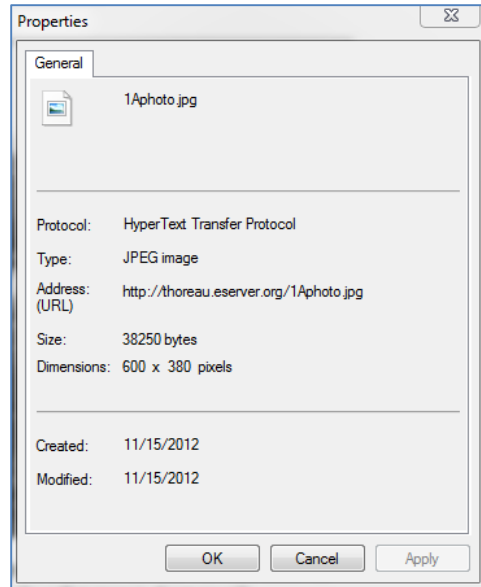 Properties
General
1Aphoto.jpg
Protocol: HyperText Transfer Protocol
Type: JPEG image
Address: http://thoreau.eserver.org/1Aphoto.jpg
(URL)
Size: 38250 bytes
Dimensions: 600 x 380 pixels
Created: 11/15/2012
Modified: 11/15/2012
OK Cancel Apply